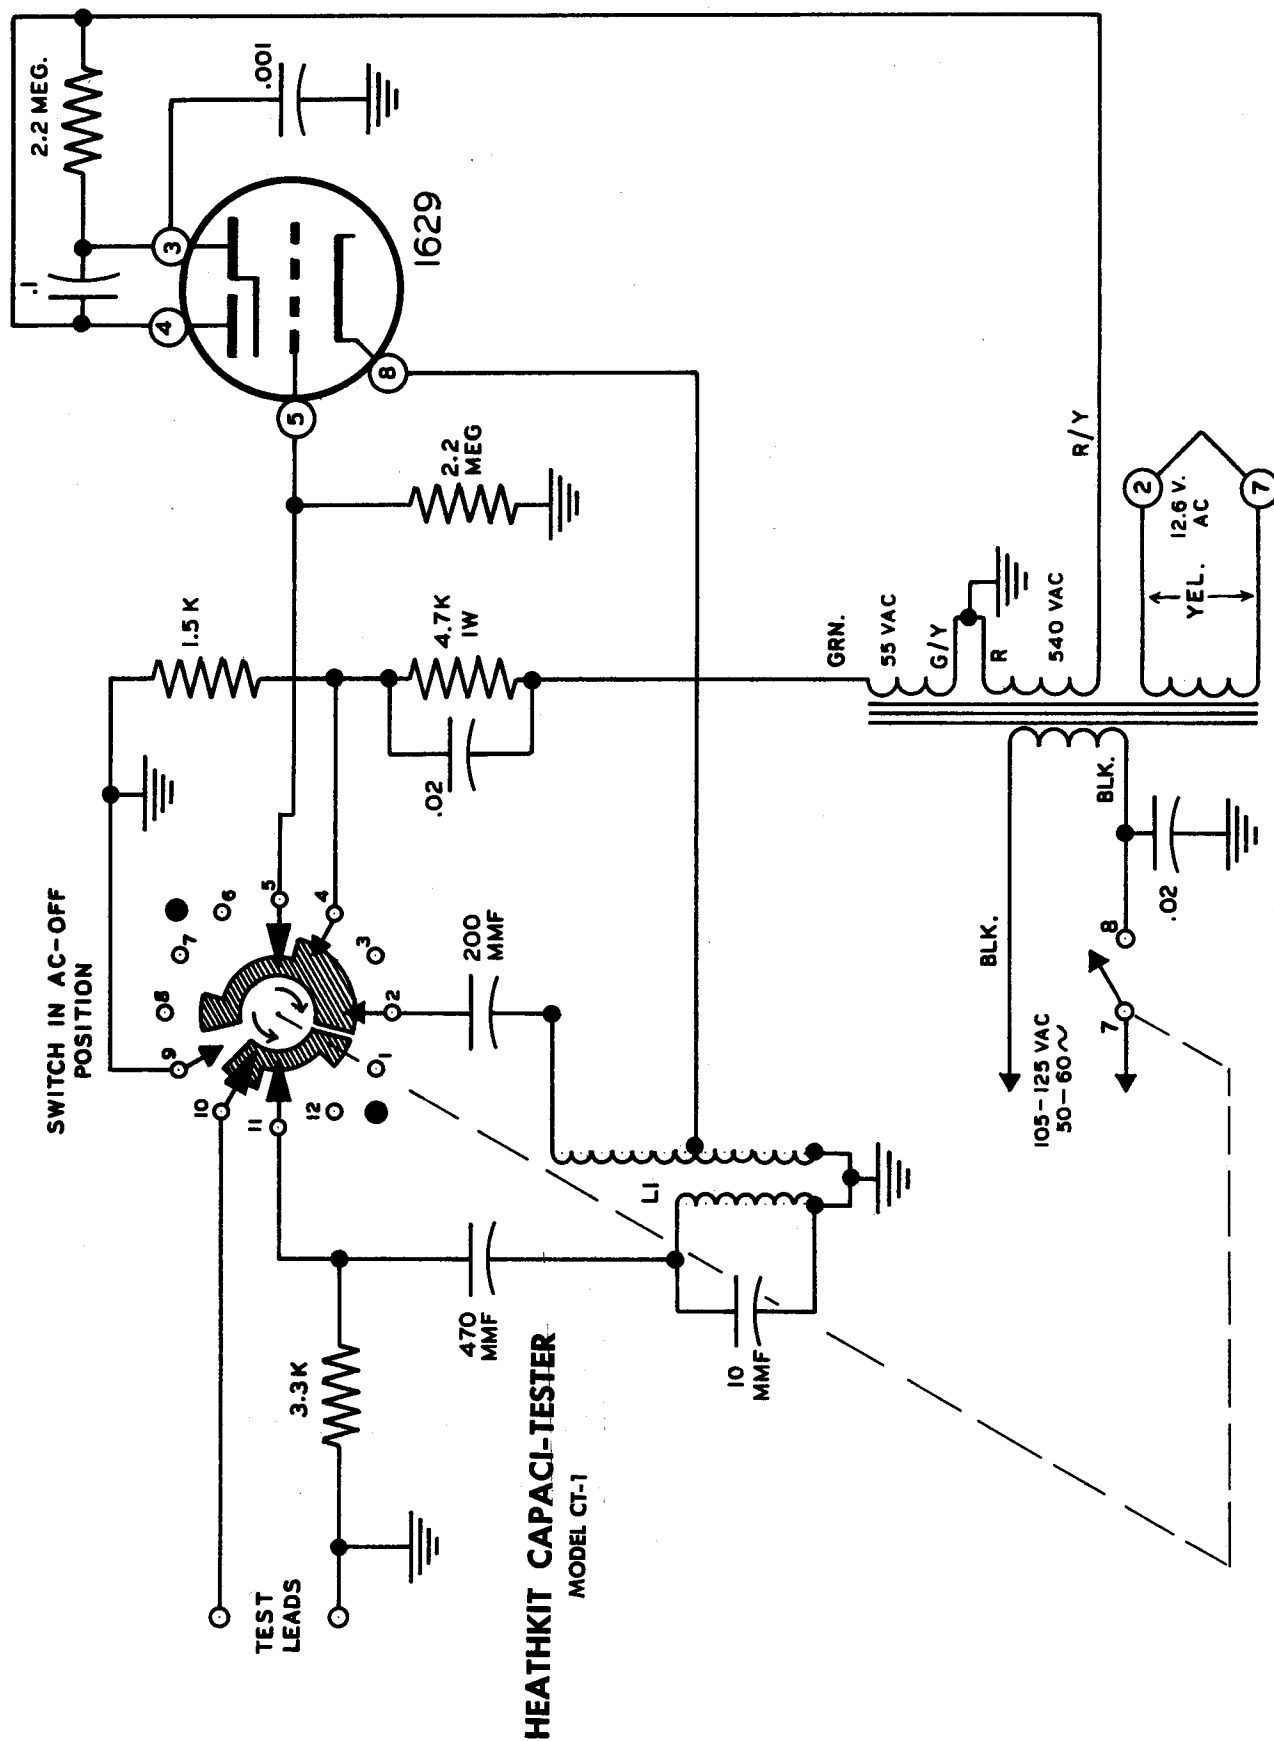 HEATHKIT CAPACI-TESTER
MODEL CT-1
TEST
LEADS
3.3K
470
MMF
10
MMF
L1
SWITCH IN AC-OFF
POSITION
1
2
3
4
5
6
7
8
9
10
11
12
200
MMF
1.5K
.02
4.7K
1W
2.2
MEG
2.2 MEG.
.1
.001
3
4
5
8
1629
GRN.
55 VAC
G/Y
R
540 VAC
R/Y
BLK.
BLK.
105-125 VAC
50-60~
7
8
.02
YEL.
12.6 V.
AC
2
7